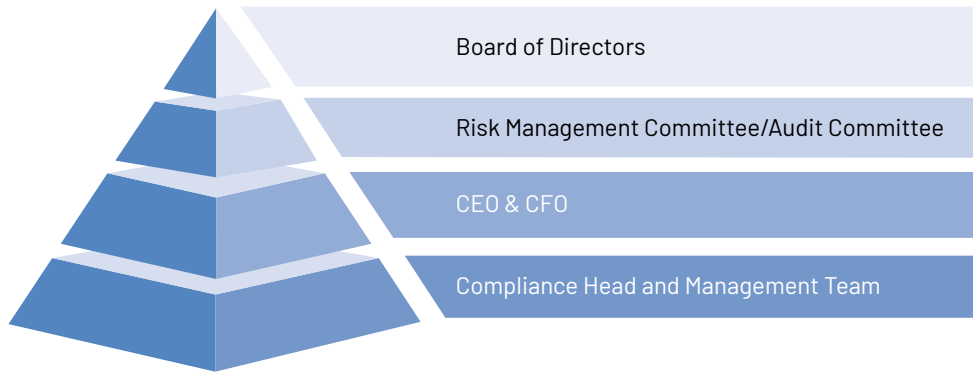 Board of Directors
Risk Management Committee/Audit Committee
CEO & CFO
Compliance Head and Management Team